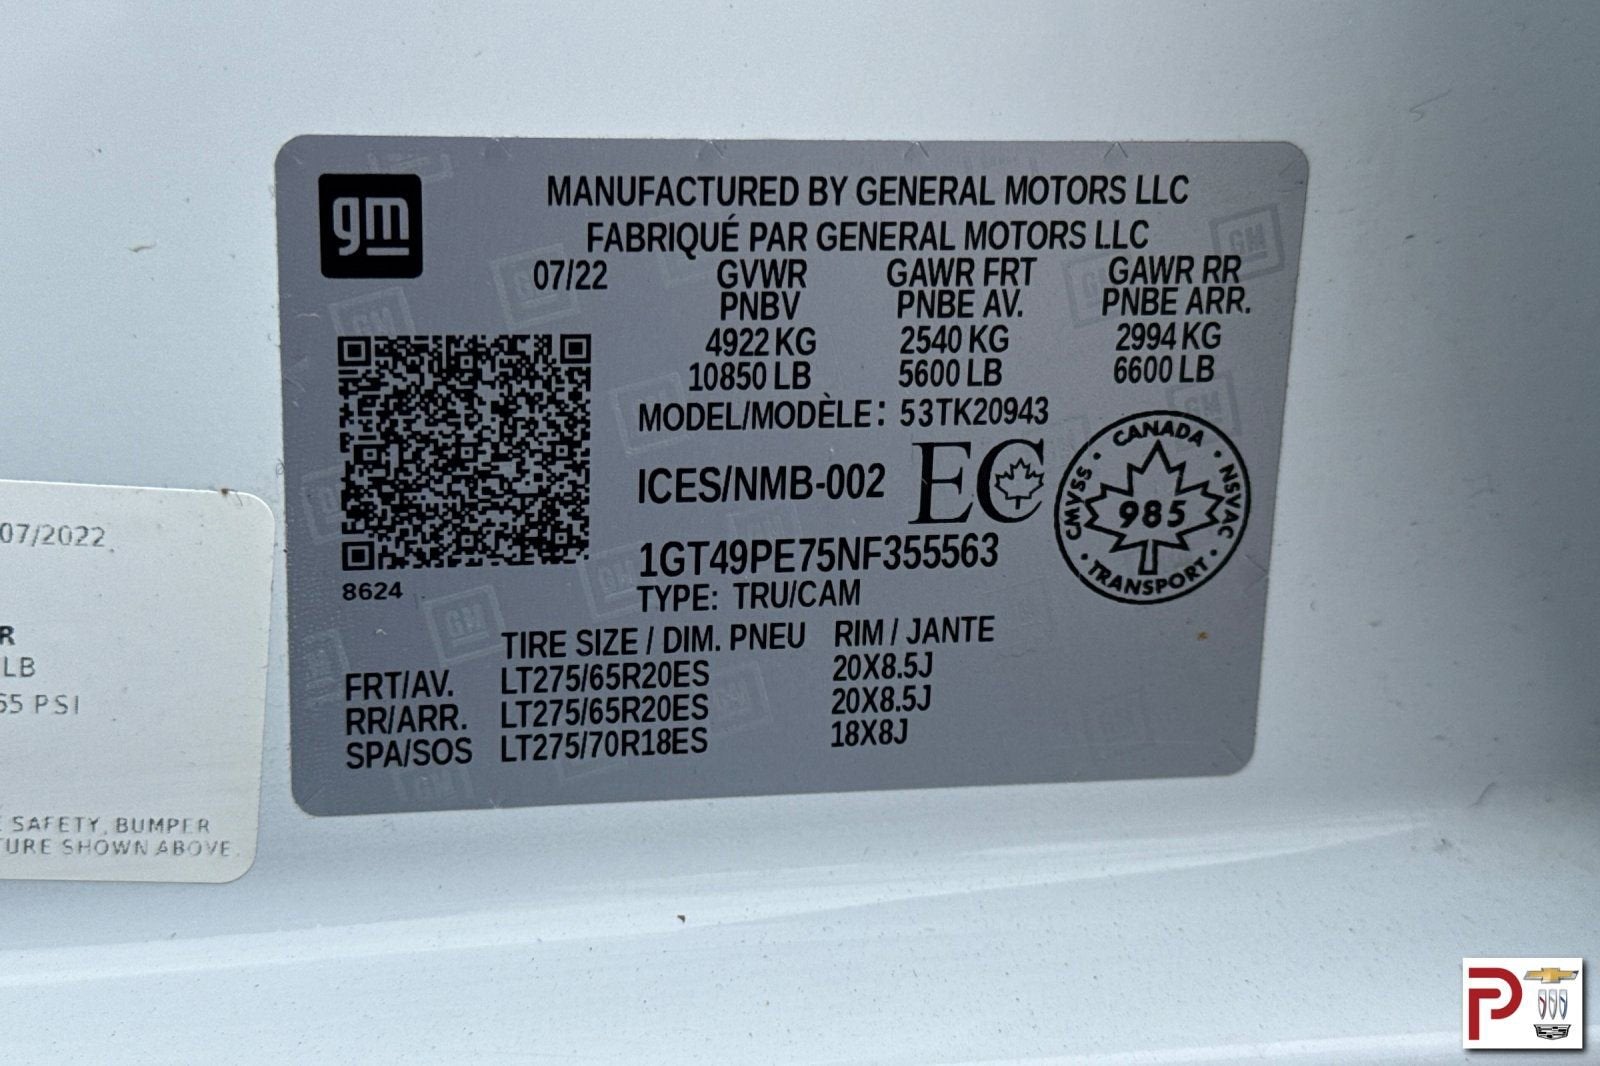 gm
MANUFACTURED BY GENERAL MOTORS LLC
FABRIQUÉ PAR GENERAL MOTORS LLC
07/22 GVWR GAWR FRT GAWR RR
PNBV PNBE AV. PNBE ARR.
4922 KG 2540 KG 2994 KG
10850 LB 5600 LB 6600 LB
MODEL/MODÈLE: 53TK20943
ICES/NMB-002 EC
CANADA
CMVSS 985 NSVAC
TRANSPORT
1GT49PE75NF355563
8624
TYPE: TRU/CAM
TIRE SIZE / DIM. PNEU RIM / JANTE
FRT/AV. LT275/65R20ES 20X8.5J
RR/ARR. LT275/65R20ES 20X8.5J
SPA/SOS LT275/70R18ES 18X8J
07/2022
R
LB
PSI
SAFETY, BUMPER
SHOWN ABOVE
P